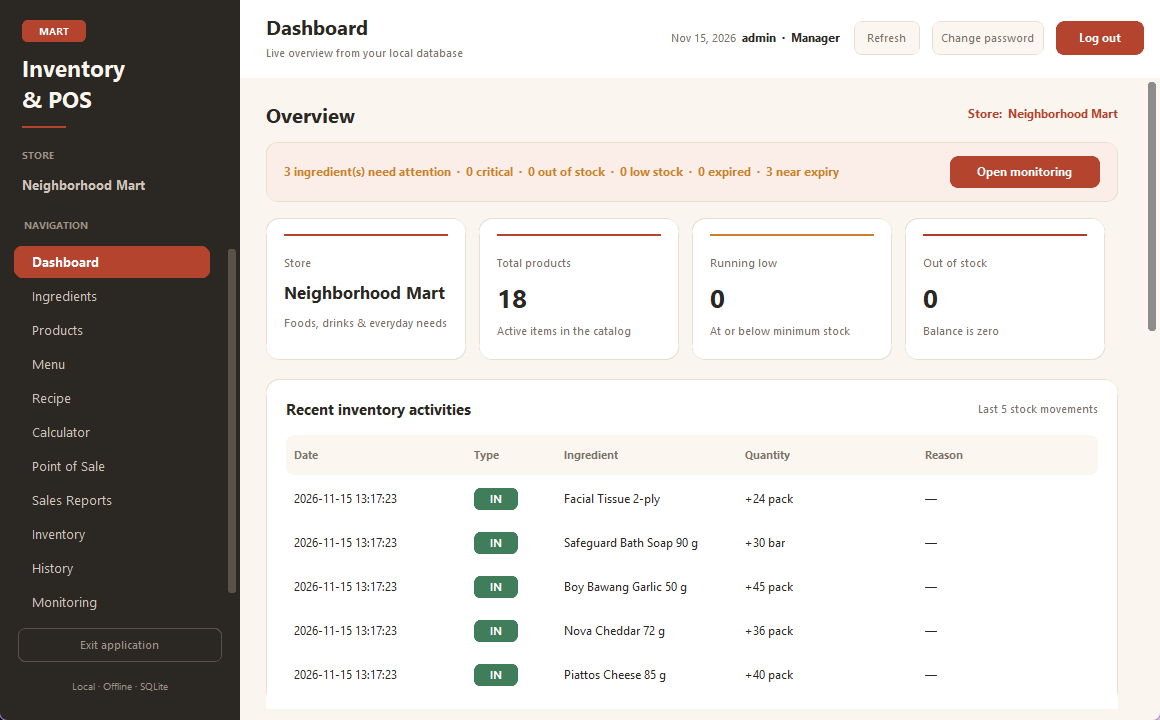 MART
Inventory
& POS
STORE
Neighborhood Mart
NAVIGATION
Dashboard
Ingredients
Products
Menu
Recipe
Calculator
Point of Sale
Sales Reports
Inventory
History
Monitoring
Exit application
Local · Offline · SQLite
Dashboard
Live overview from your local database
Nov 15, 2026 admin · Manager
Refresh
Change password
Log out
Overview
Store: Neighborhood Mart
3 ingredient(s) need attention · 0 critical · 0 out of stock · 0 low stock · 0 expired · 3 near expiry
Open monitoring
Store
Neighborhood Mart
Foods, drinks & everyday needs
Total products
18
Active items in the catalog
Running low
0
At or below minimum stock
Out of stock
0
Balance is zero
Recent inventory activities
Last 5 stock movements
Date Type Ingredient Quantity Reason
2026-11-15 13:17:23 IN Facial Tissue 2-ply +24 pack —
2026-11-15 13:17:23 IN Safeguard Bath Soap 90 g +30 bar —
2026-11-15 13:17:23 IN Boy Bawang Garlic 50 g +45 pack —
2026-11-15 13:17:23 IN Nova Cheddar 72 g +36 pack —
2026-11-15 13:17:23 IN Piattos Cheese 85 g +40 pack —